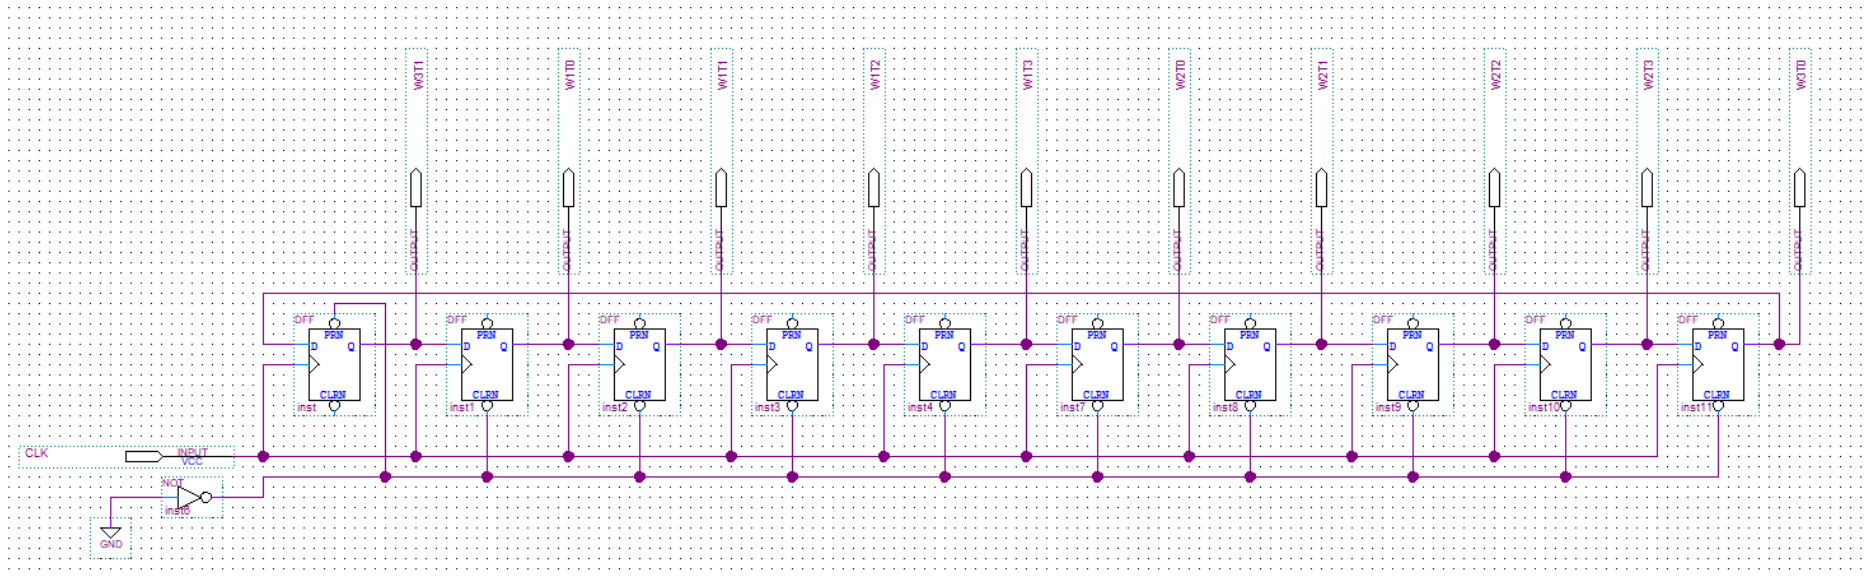 W3T1
W1T0
W1T1
W1T2
W1T3
W2T0
W2T1
W2T2
W2T3
W3T0
OUTPUT
OUTPUT
OUTPUT
OUTPUT
OUTPUT
OUTPUT
OUTPUT
OUTPUT
OUTPUT
OUTPUT
DFF
PRN
D Q
CLRN
inst
DFF
PRN
D Q
CLRN
inst1
DFF
PRN
D Q
CLRN
inst2
DFF
PRN
D Q
CLRN
inst3
DFF
PRN
D Q
CLRN
inst4
DFF
PRN
D Q
CLRN
inst7
DFF
PRN
D Q
CLRN
inst8
DFF
PRN
D Q
CLRN
inst9
DFF
PRN
D Q
CLRN
inst10
DFF
PRN
D Q
CLRN
inst11
CLK
INPUT
VCC
NOT
inst6
GND